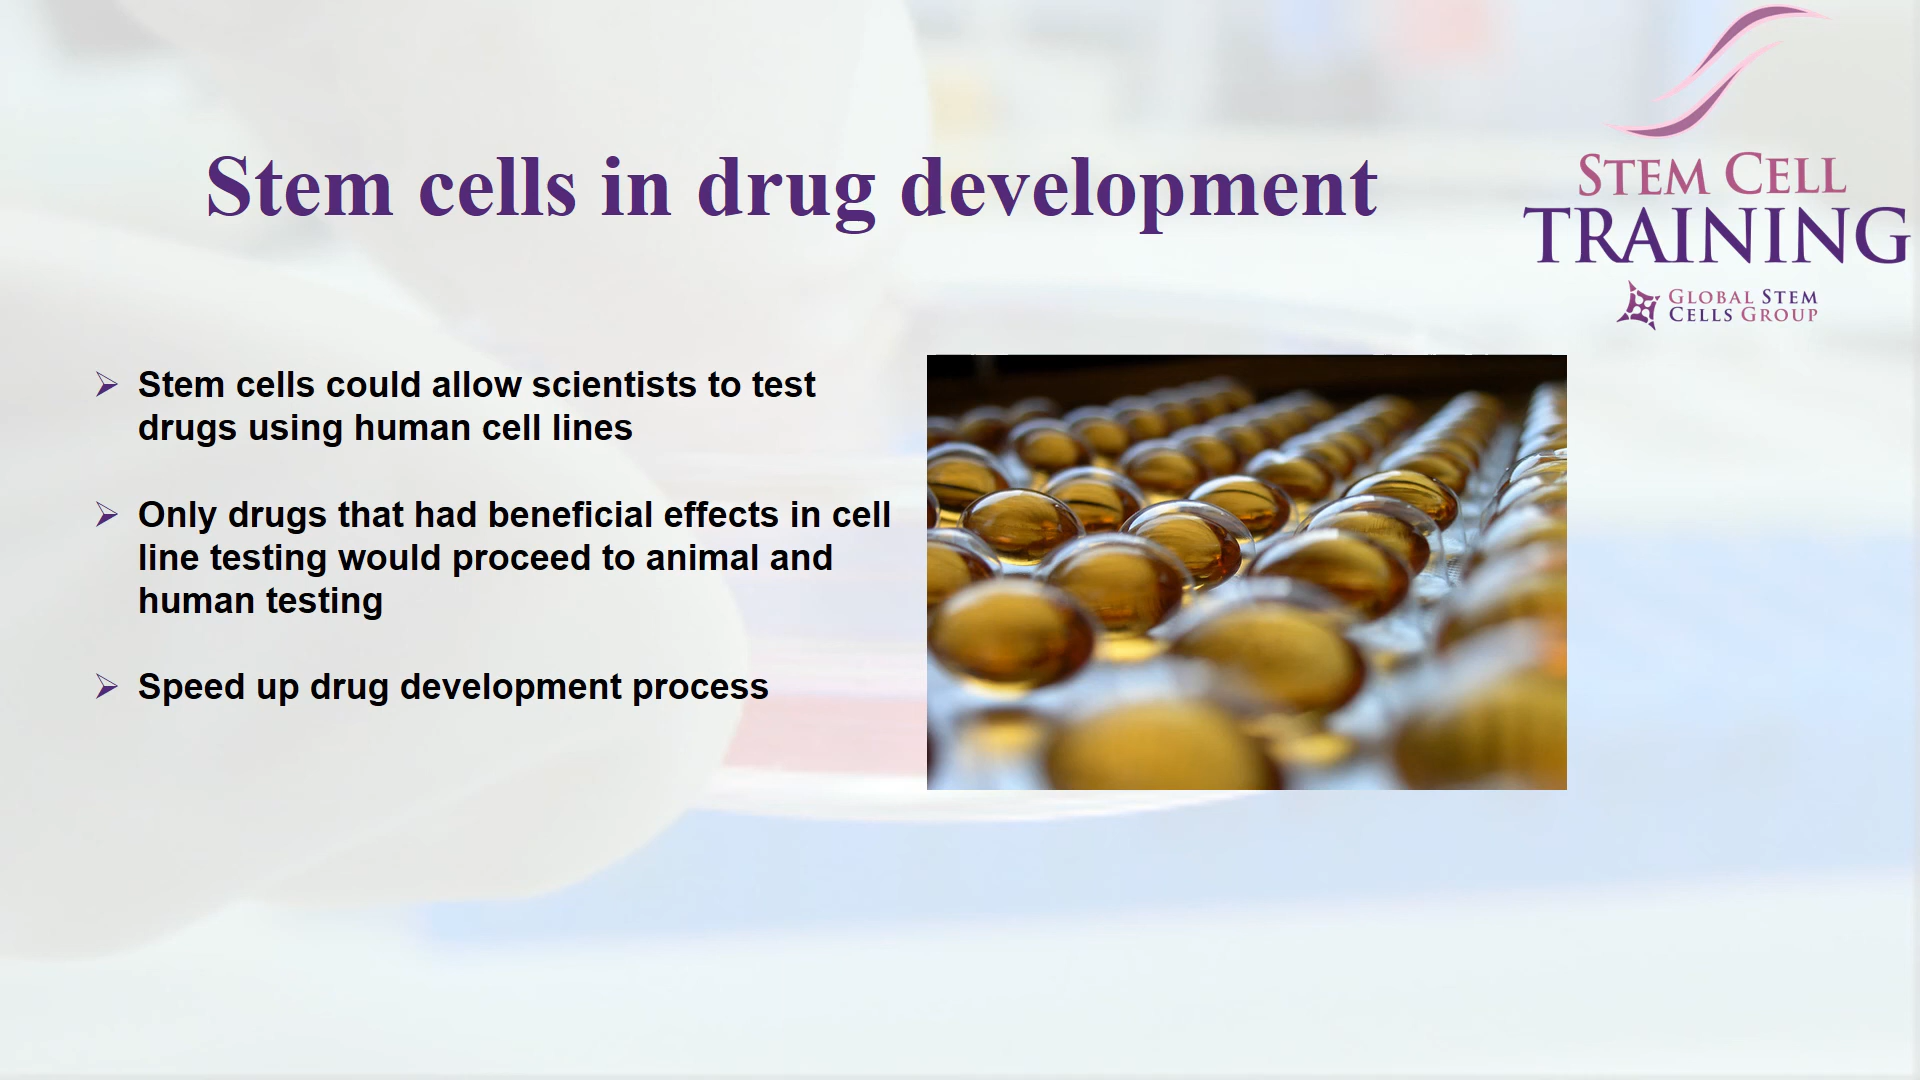 Stem cells in drug development
STEM CELL
TRAINING
GLOBAL STEM
CELLS GROUP
➢ Stem cells could allow scientists to test
drugs using human cell lines
➢ Only drugs that had beneficial effects in cell
line testing would proceed to animal and
human testing
➢ Speed up drug development process